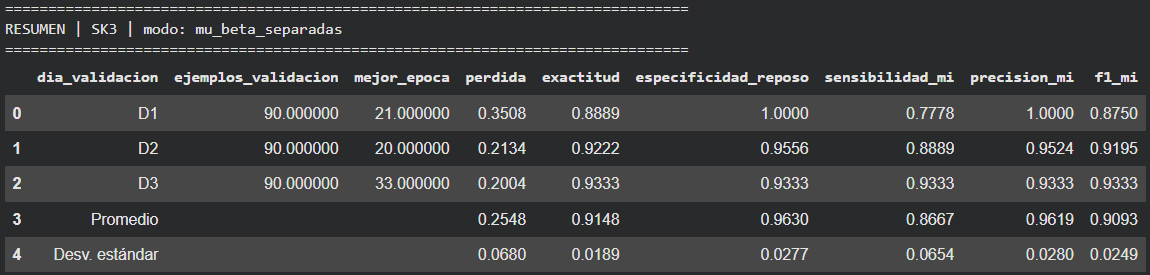 ================================================================================
RESUMEN | SK3 | modo: mu_beta_separadas
================================================================================
dia_validacion ejemplos_validacion mejor_epoca perdida exactitud especificidad_reposo sensibilidad_mi precision_mi f1_mi
0 D1 90.000000 21.000000 0.3508 0.8889 1.0000 0.7778 1.0000 0.8750
1 D2 90.000000 20.000000 0.2134 0.9222 0.9556 0.8889 0.9524 0.9195
2 D3 90.000000 33.000000 0.2004 0.9333 0.9333 0.9333 0.9333 0.9333
3 Promedio 0.2548 0.9148 0.9630 0.8667 0.9619 0.9093
4 Desv. estándar 0.0680 0.0189 0.0277 0.0654 0.0280 0.0249